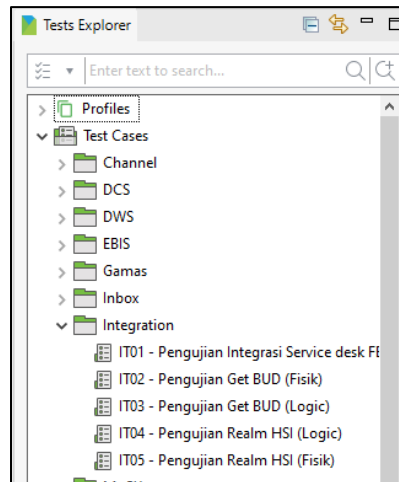 Tests Explorer
Enter text to search...
Profiles
Test Cases
Channel
DCS
DWS
EBIS
Gamas
Inbox
Integration
IT01 - Pengujian Integrasi Service desk
IT02 - Pengujian Get BUD (Fisik)
IT03 - Pengujian Get BUD (Logic)
IT04 - Pengujian Realm HSI (Logic)
IT05 - Pengujian Realm HSI (Fisik)